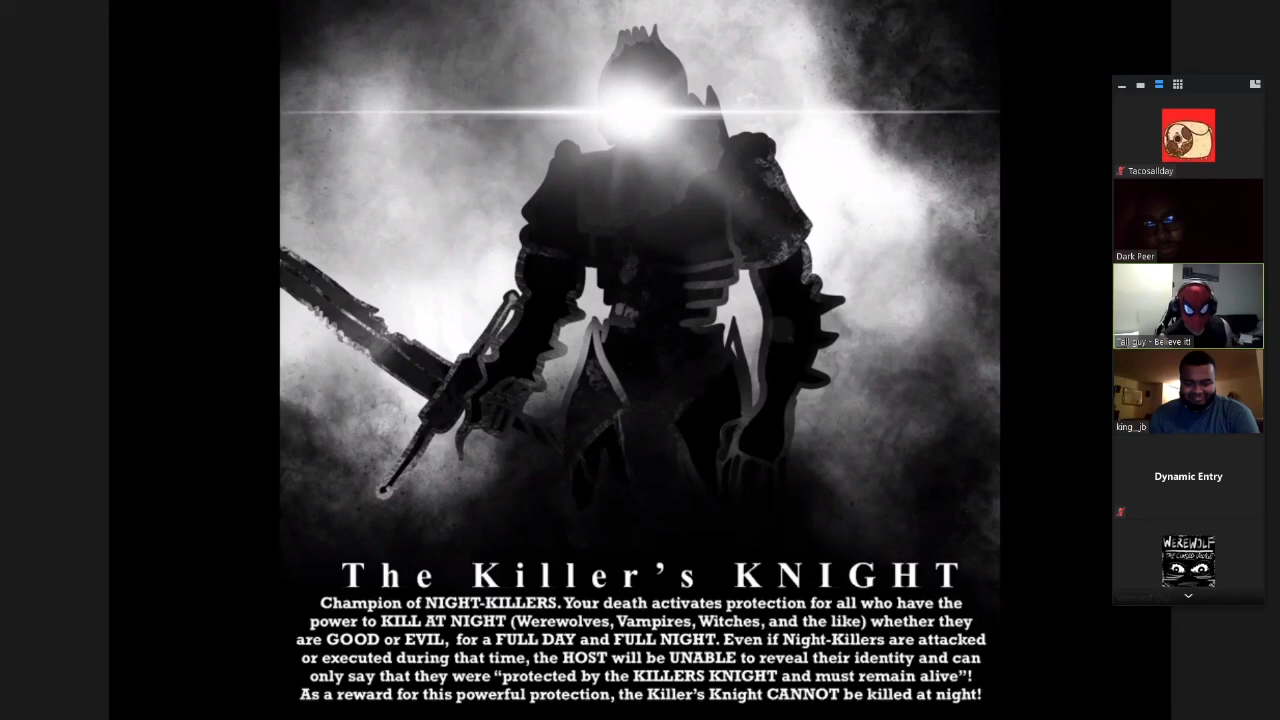 The Killer's KNIGHT
Champion of NIGHT-KILLERS. Your death activates protection for all who have the
power to KILL AT NIGHT (Werewolves, Vampires, Witches, and the like) whether they
are GOOD or EVIL, for a FULL DAY and FULL NIGHT. Even if Night-Killers are attacked
or executed during that time, the HOST will be UNABLE to reveal their identity and can
only say that they were “protected by the KILLERS KNIGHT and must remain alive”!
As a reward for this powerful protection, the Killer's Knight CANNOT be killed at night!
Tacosallday
Dark Peer
all guy - Believe it!
king_jb
Dynamic Entry
WEREWOLF